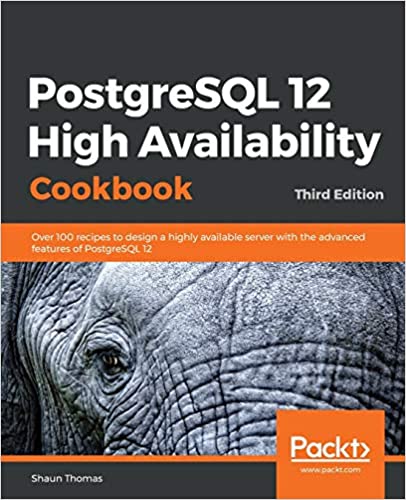 PostgreSQL 12
High Availability
Cookbook
Third Edition
Over 100 recipes to design a highly available server with the advanced
features of PostgreSQL 12
Packt>
www.packt.com
Shaun Thomas